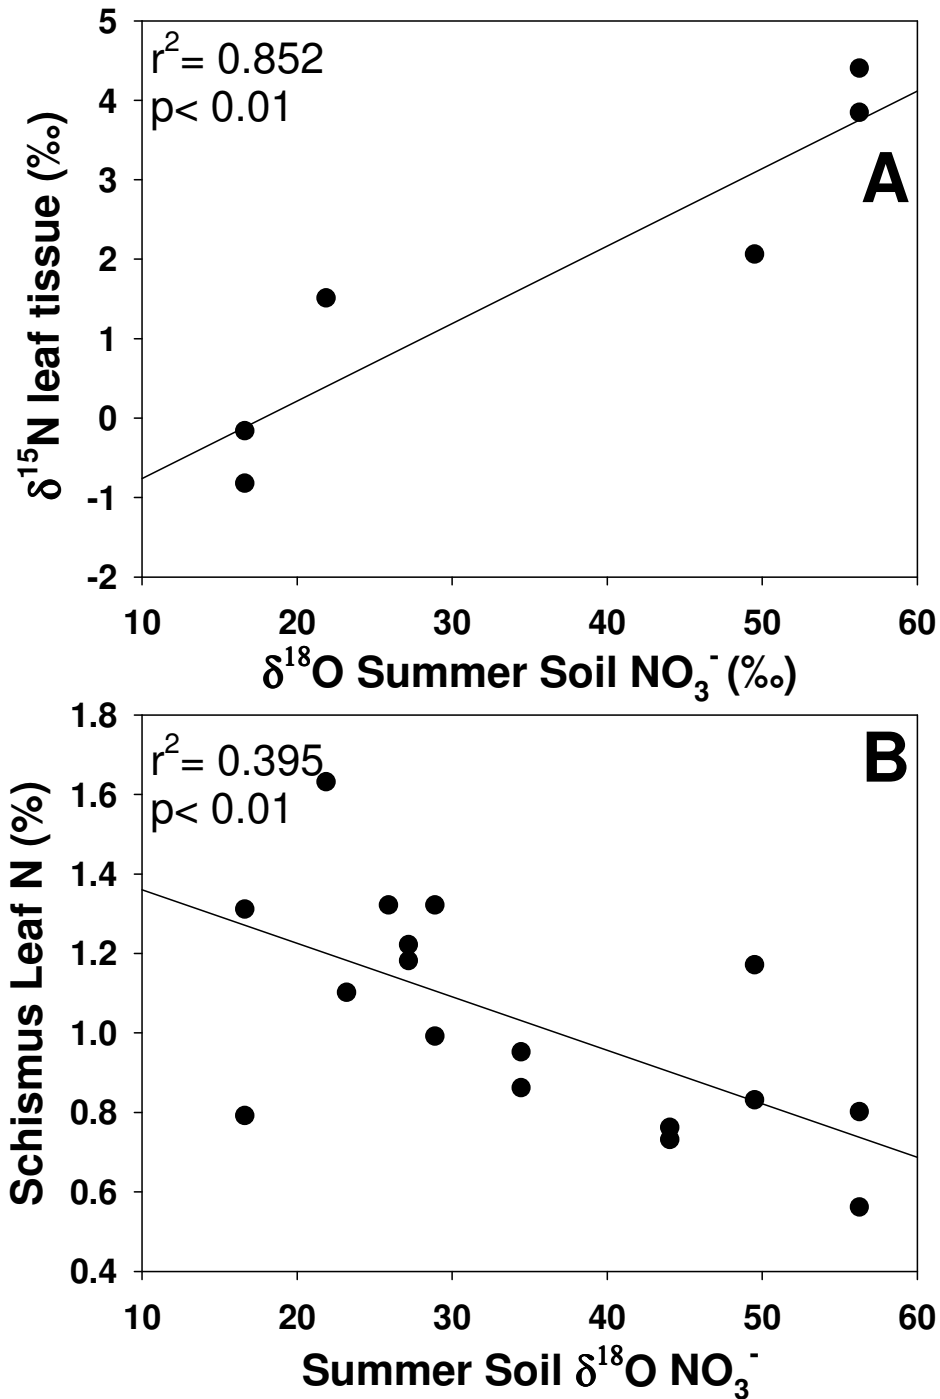 5
r²= 0.852
p< 0.01
4
A
3
2
1
0
-1
-2
δ¹⁵N leaf tissue (‰)
10 20 30 40 50 60
δ¹⁸O Summer Soil NO₃⁻ (‰)
1.8
B
r²= 0.395
1.6
p< 0.01
1.4
1.2
1.0
0.8
0.6
0.4
Schismus Leaf N (%)
10 20 30 40 50 60
Summer Soil δ¹⁸O NO₃⁻